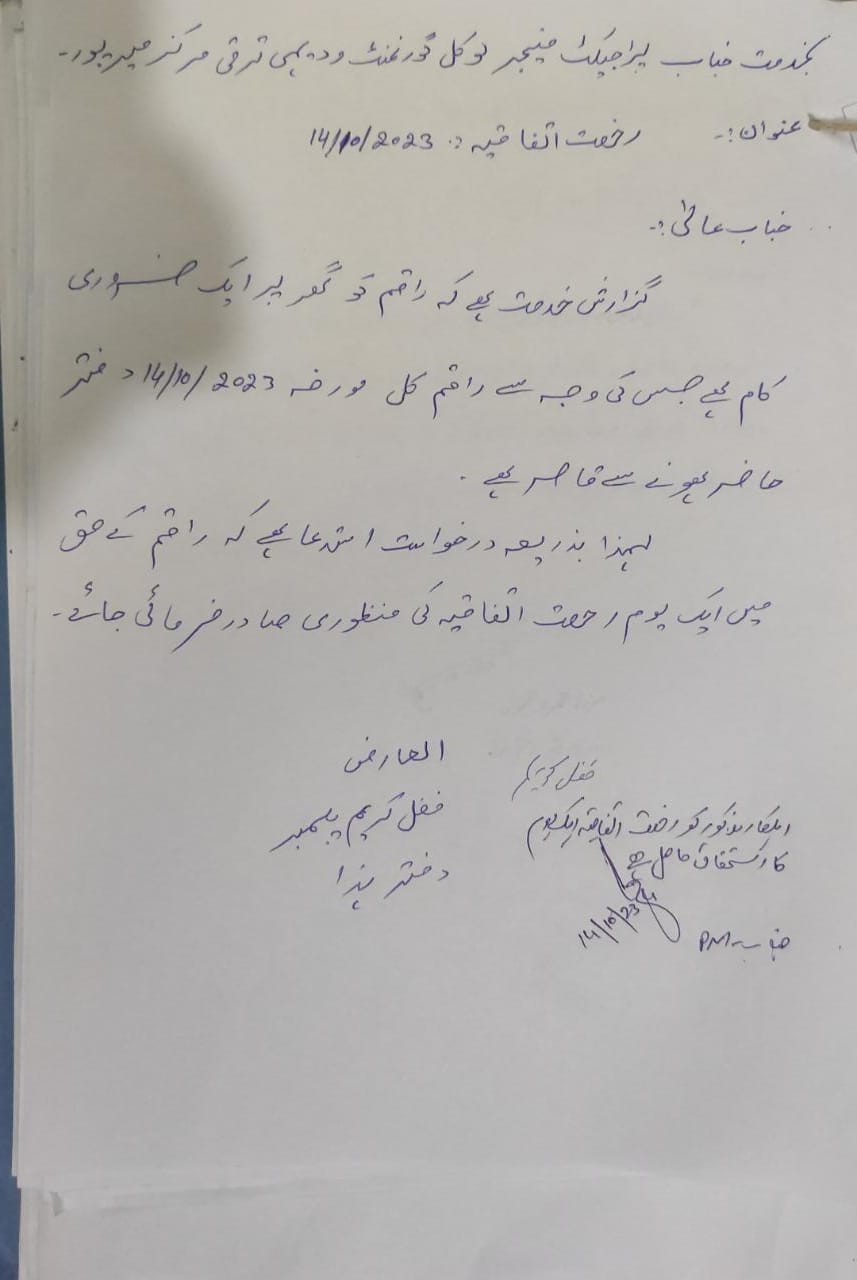 بخدمت جناب پراجیکٹ منیجر لوکل گورنمنٹ و دیہی ترقی مرکز میرپور۔
عنوان:۔ رخصت اتفاقیہ :. 14/10/2023
جناب عالی:۔
گزارش خدمت ہے کہ راقم کو گھر پر ایک ضروری
کام ہے جس کی وجہ سے راقم کل مورخہ 14/10/2023 دفتر
حاضر ہونے سے قاصر ہے ۔
لہذا بذریعہ درخواست استدعا ہے کہ راقم کے حق
میں ایک یوم رخصت اتفاقیہ کی منظوری صادر فرمائی جائے۔
العارض
فضل کریم پلمبر
دفتر ہذا
فضل کریم
اہلکار مذکور کو رخصت اتفاقیہ ایک یوم
کا استحقاق حاصل ہے
14/10/23
جناب PM